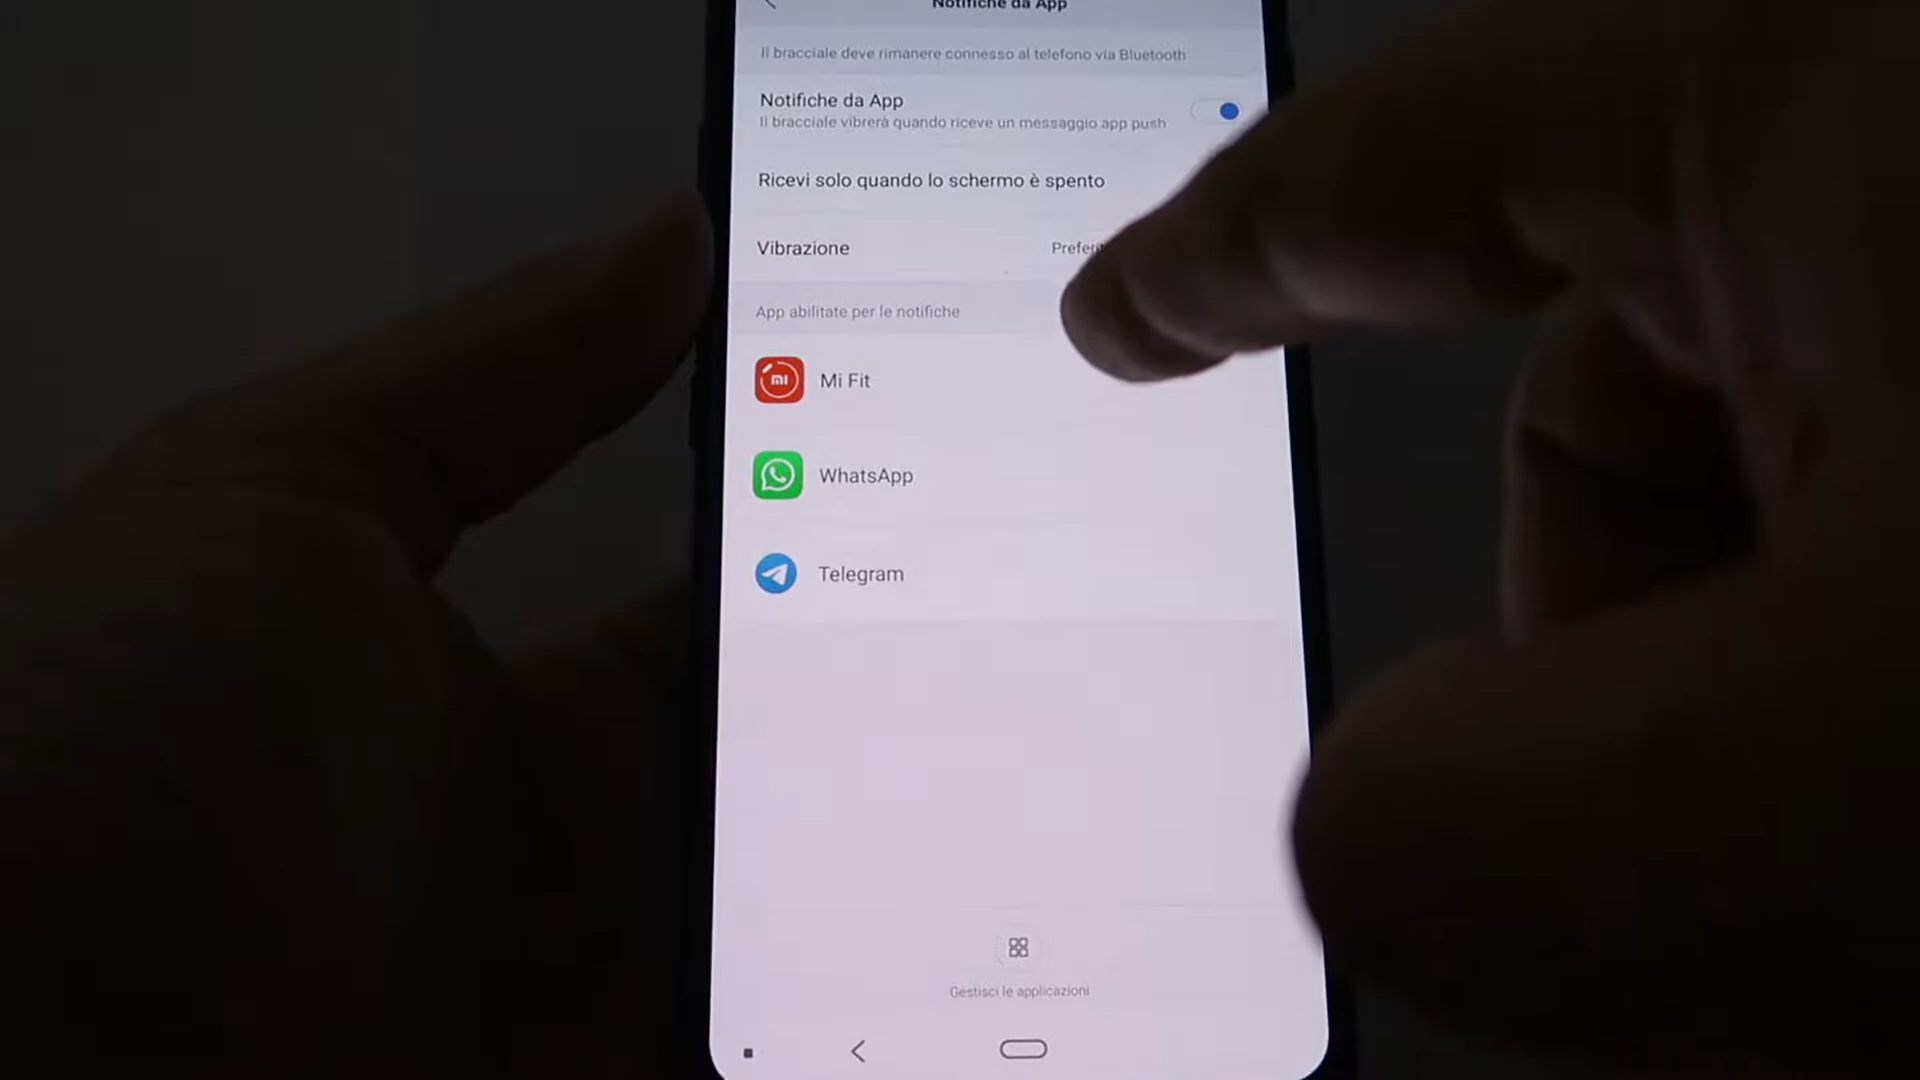 Notifiche da App
Il bracciale deve rimanere connesso al telefono via Bluetooth
Notifiche da App
Il bracciale vibrerà quando riceve un messaggio app push
Ricevi solo quando lo schermo è spento
Vibrazione
App abilitate per le notifiche
mi Mi Fit
WhatsApp
Telegram
Gestisci le applicazioni